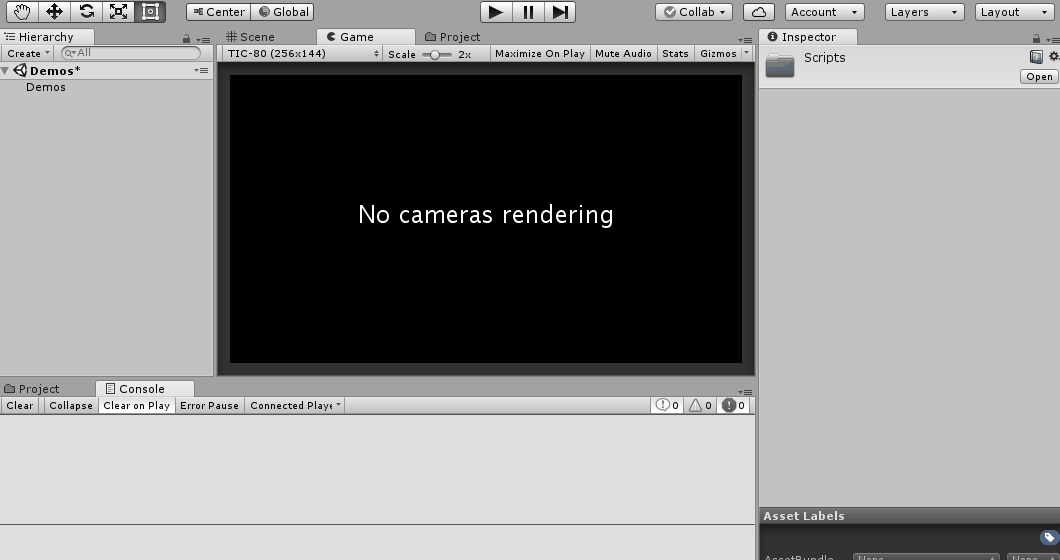 Center Global Collab Account Layers Layout
Hierarchy
Create All
Demos*
Demos
Scene Game Project
TIC-80 (256x144) Scale 2x Maximize On Play Mute Audio Stats Gizmos
No cameras rendering
Inspector
Scripts
Open
Project Console
Clear Collapse Clear on Play Error Pause Connected Playe 0 0 0
Asset Labels
AssetBundle None None